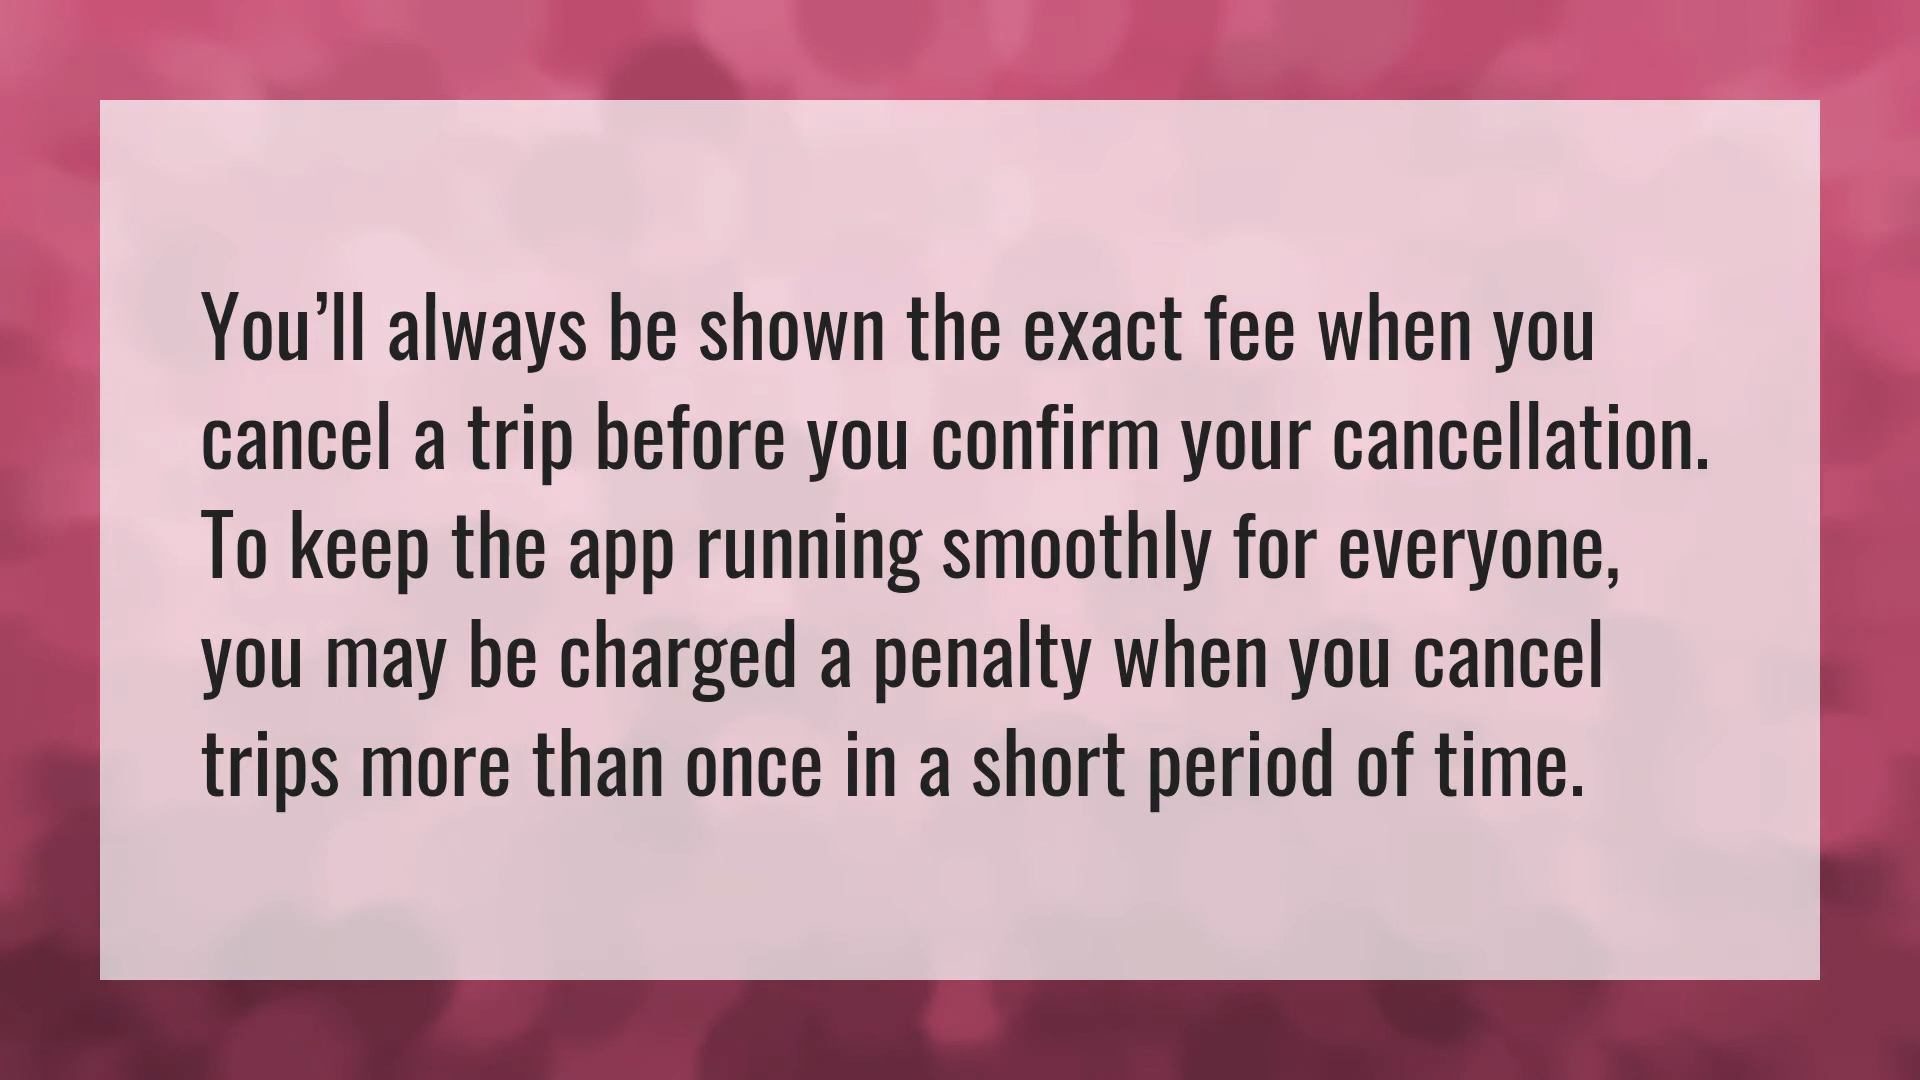 You’ll always be shown the exact fee when you
cancel a trip before you confirm your cancellation.
To keep the app running smoothly for everyone,
you may be charged a penalty when you cancel
trips more than once in a short period of time.